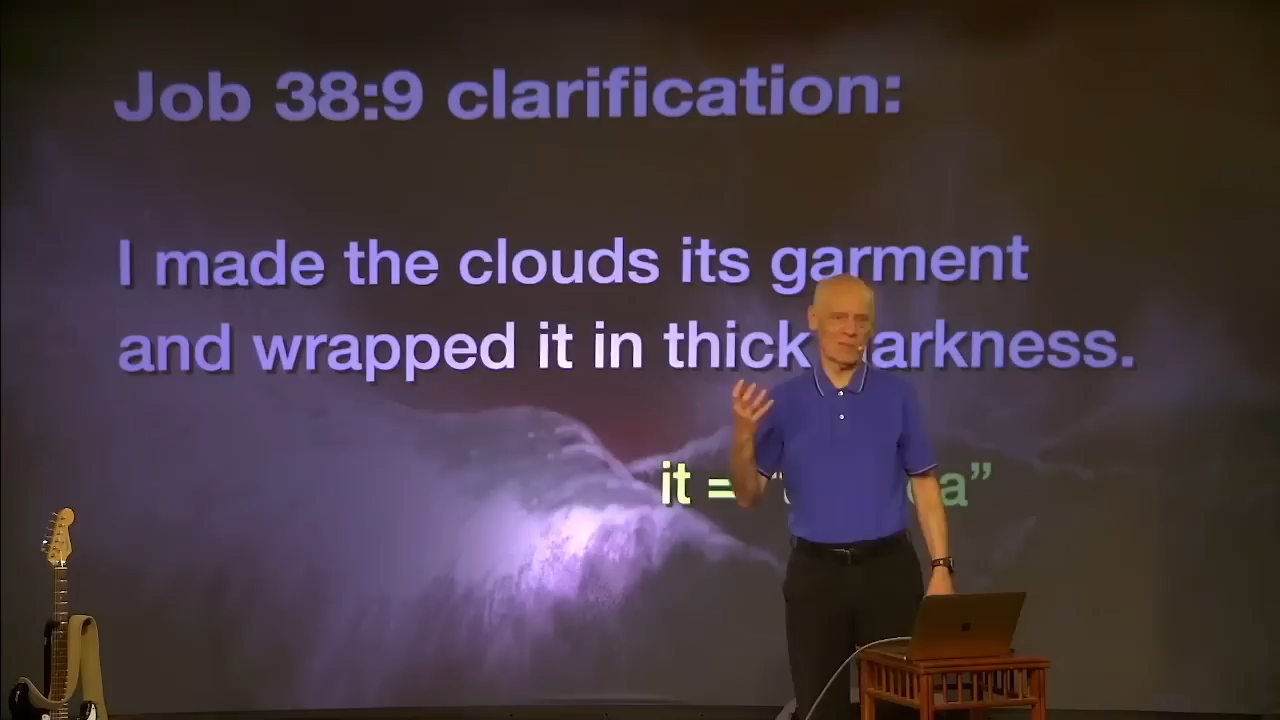 Job 38:9 clarification:
I made the clouds its garment
and wrapped it in thick darkness.
it =